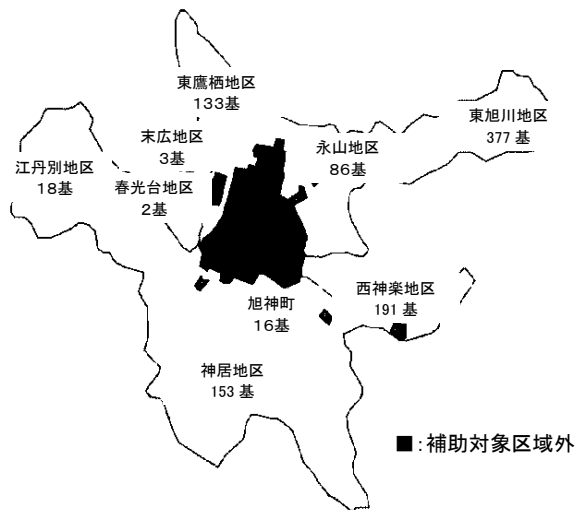 東鷹栖地区
133基
東旭川地区
377 基
末広地区
3基
永山地区
86基
江丹別地区
18基
春光台地区
2基
西神楽地区
191 基
旭神町
16基
神居地区
153 基
■:補助対象区域外